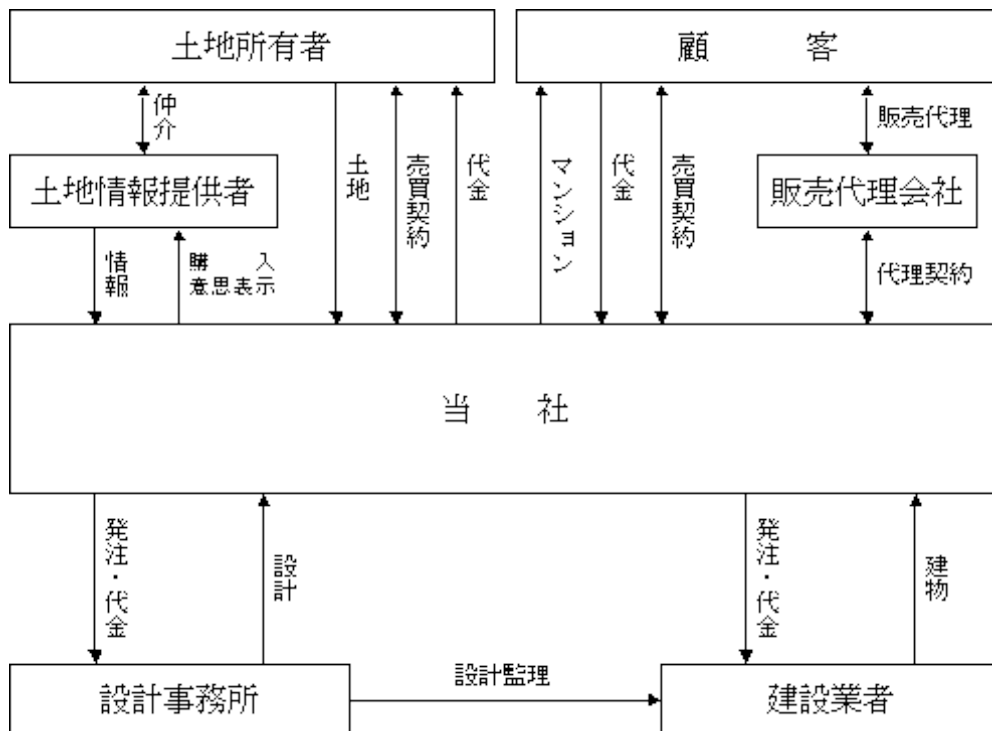 土地所有者
顧客
仲介
販売代理
土地情報提供者
土地
売買契約
代金
マンション
代金
売買契約
販売代理会社
情報
購入
意思表示
代理契約
当社
発注・代金
設計
発注・代金
建物
設計監理
設計事務所
建設業者